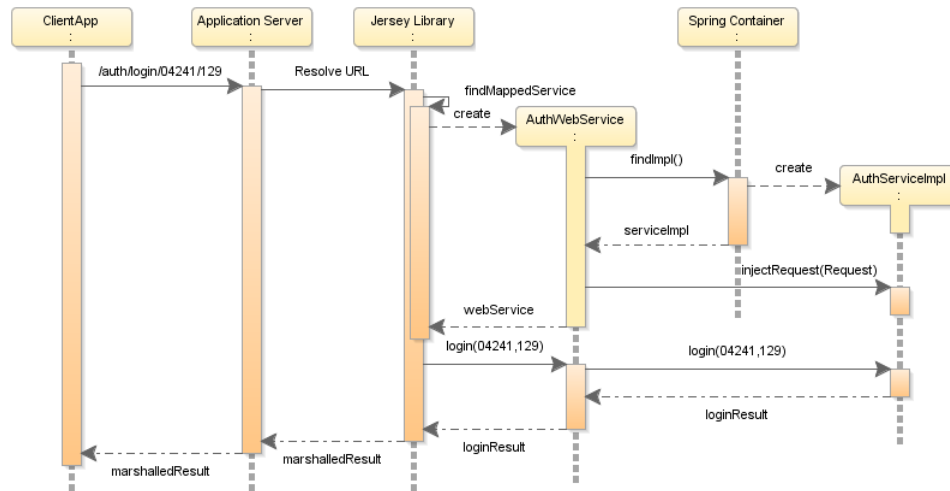 ClientApp
:
Application Server
:
Jersey Library
:
Spring Container
:
/auth/login/04241/129
Resolve URL
findMappedService
create
AuthWebService
:
findImpl()
create
AuthServiceImpl
:
serviceImpl
injectRequest(Request)
webService
login(04241,129)
login(04241,129)
loginResult
loginResult
marshalledResult
marshalledResult